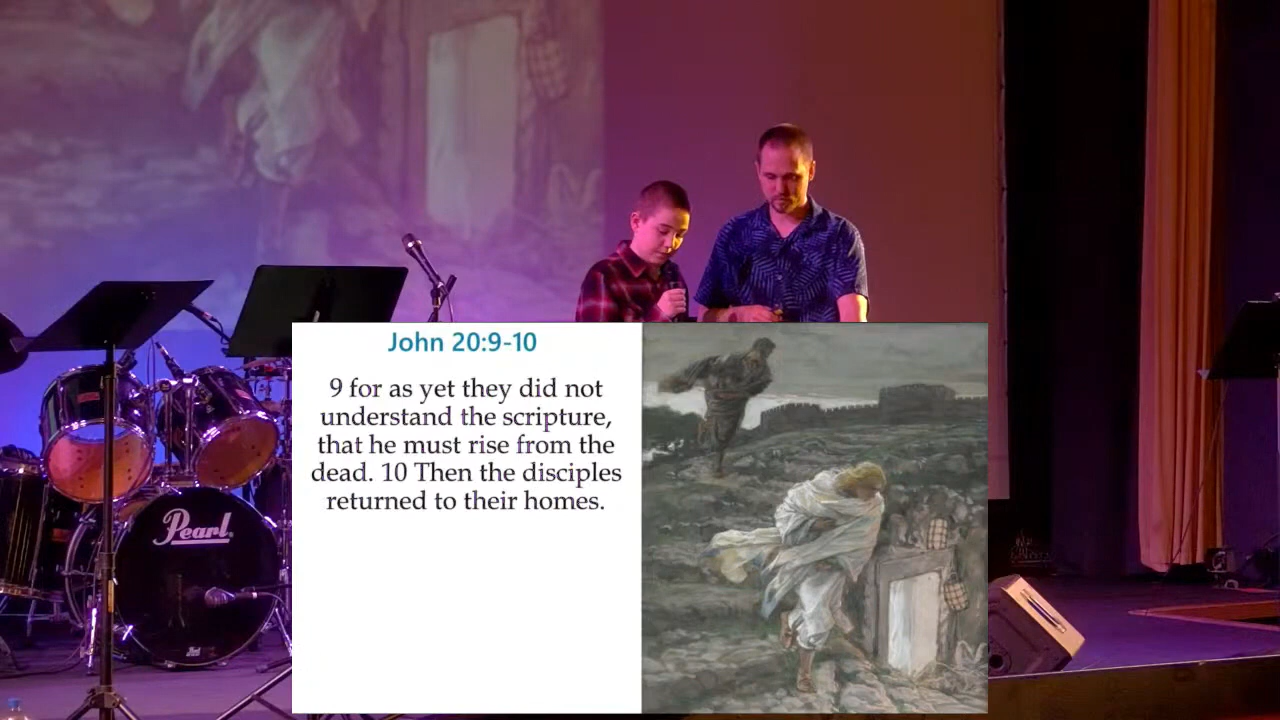 John 20:9-10
9 for as yet they did not
understand the scripture,
that he must rise from the
dead. 10 Then the disciples
returned to their homes.
Pearl